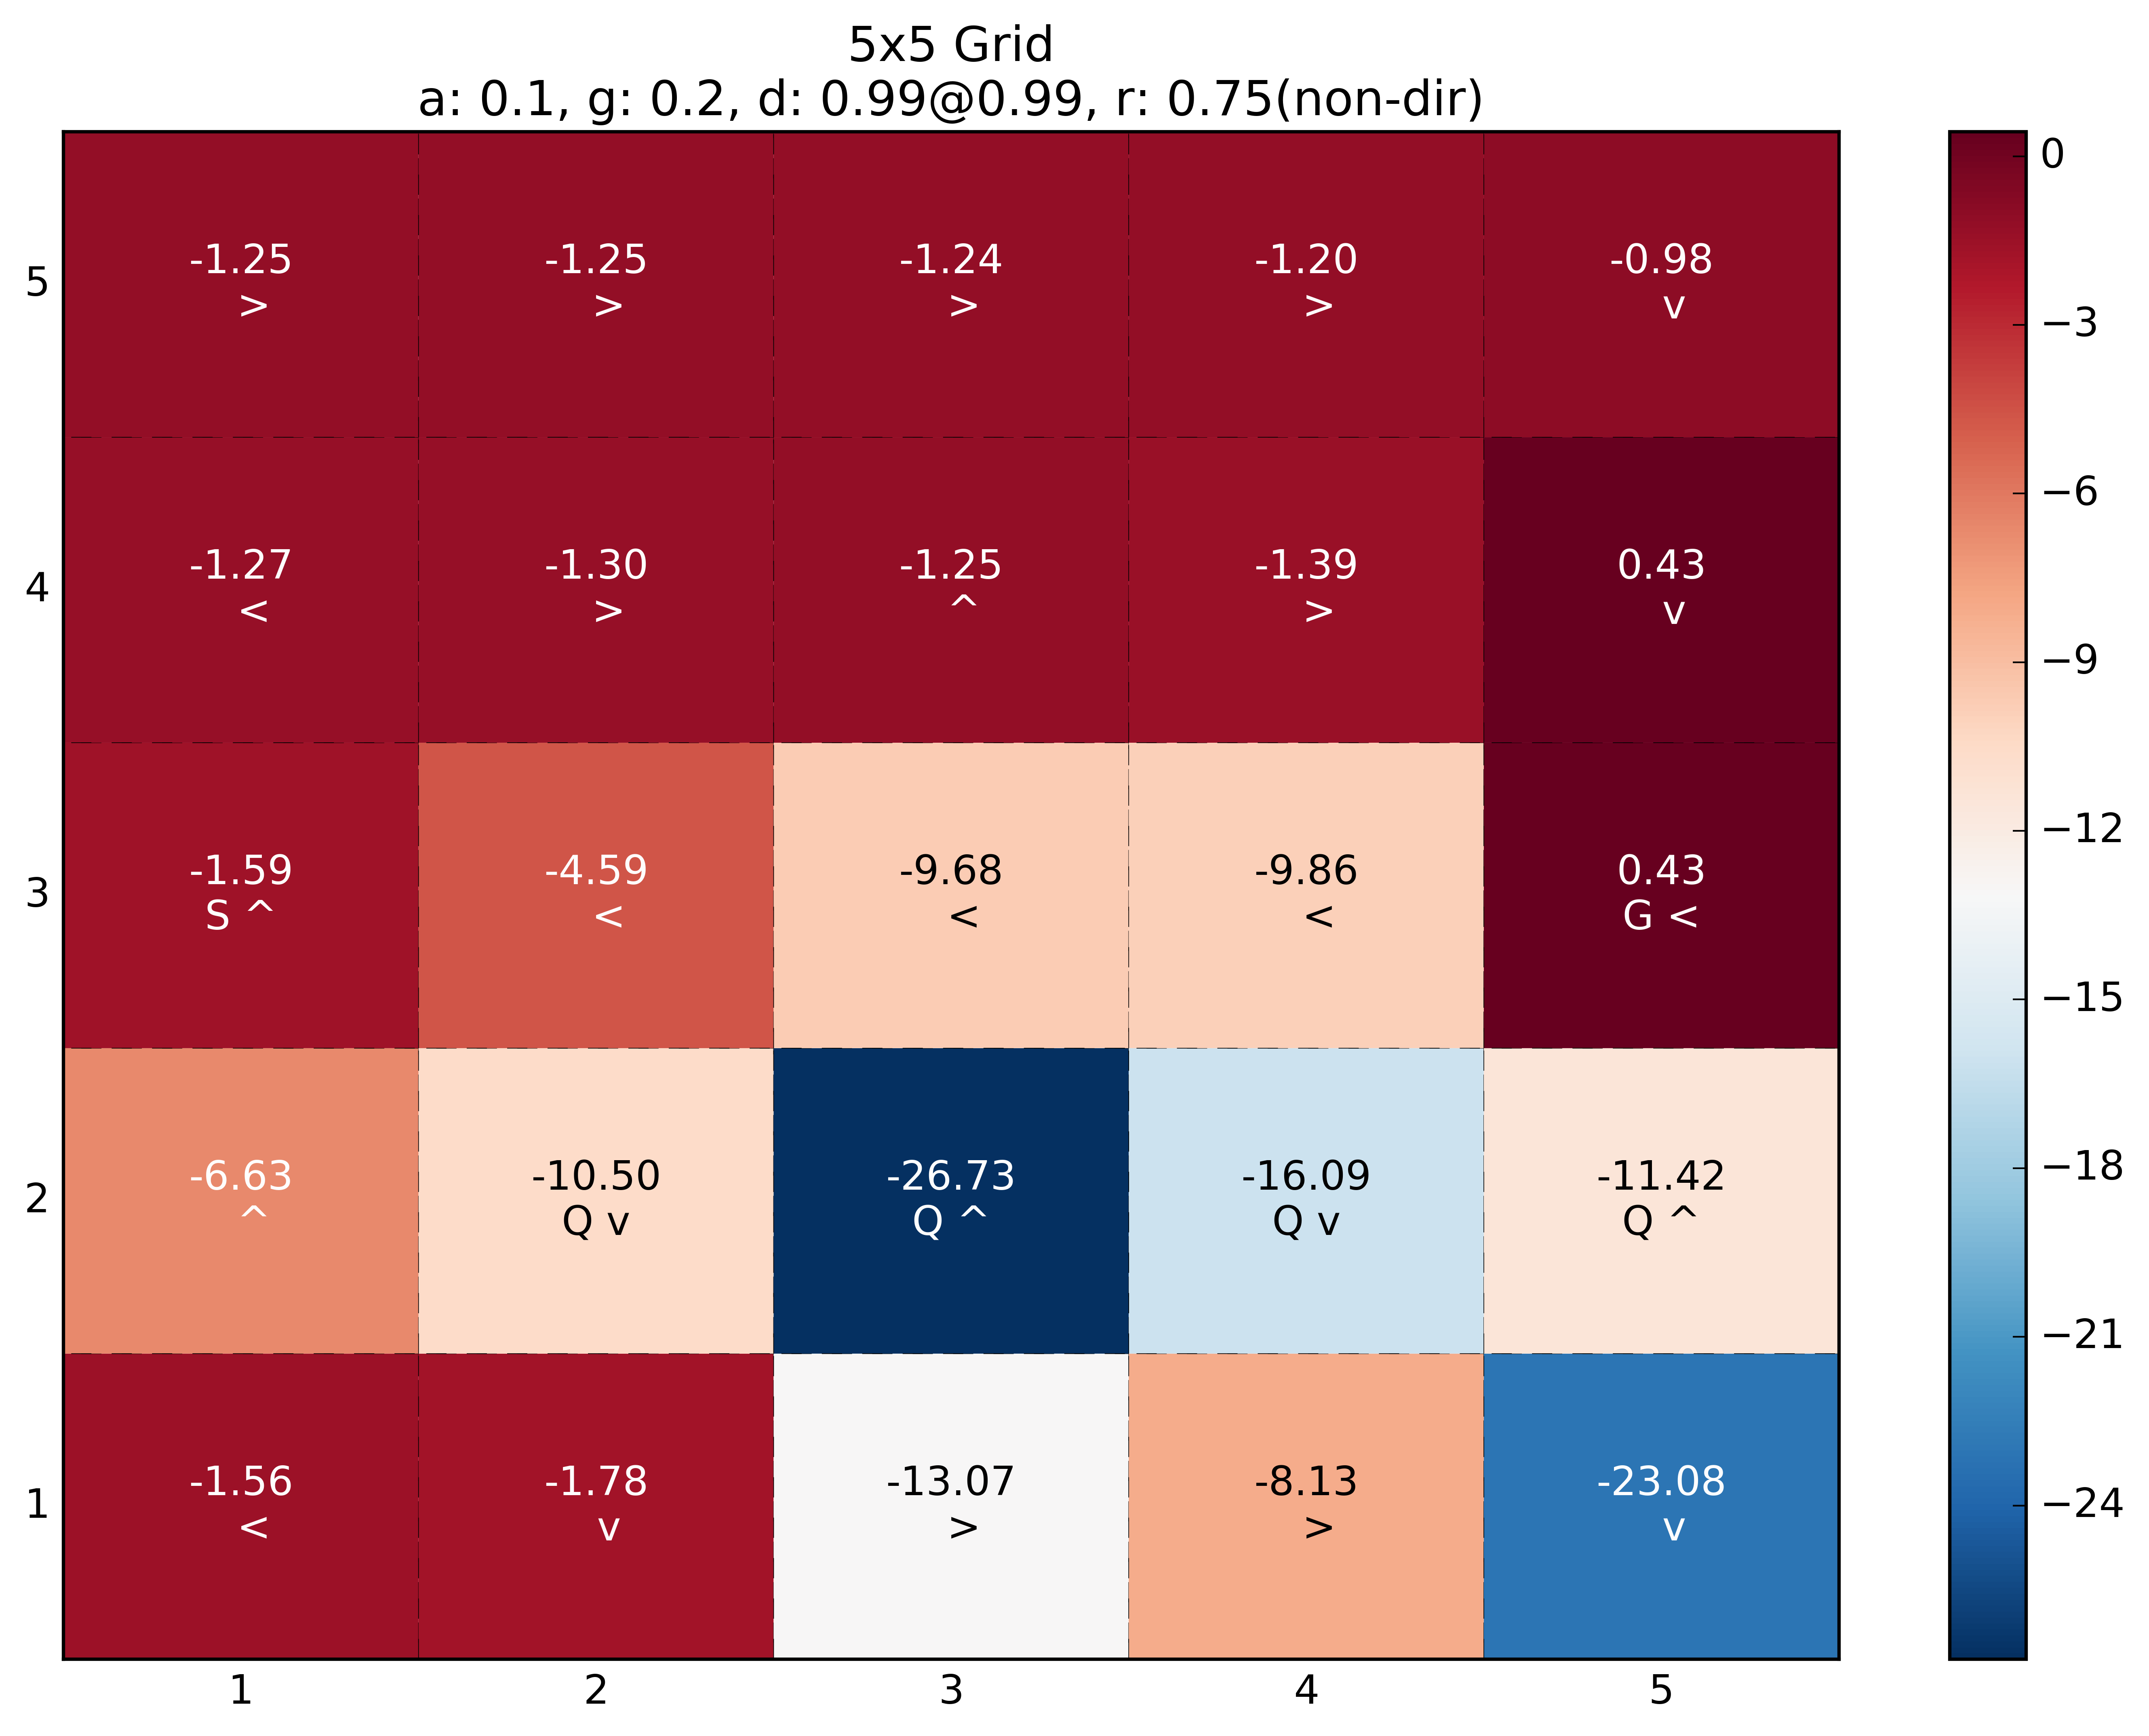 5x5 Grid
a: 0.1, g: 0.2, d: 0.99@0.99, r: 0.75(non-dir)
5
-1.25 -1.25 -1.24 -1.20 -0.98
> > > > v
4
-1.27 -1.30 -1.25 -1.39 0.43
< > ^ > v
3
-1.59 -4.59 -9.68 -9.86 0.43
S ^ < < < G <
2
-6.63 -10.50 -26.73 -16.09 -11.42
^ Q v Q ^ Q v Q ^
1
-1.56 -1.78 -13.07 -8.13 -23.08
< v > > v
1 2 3 4 5
0
−3
−6
−9
−12
−15
−18
−21
−24